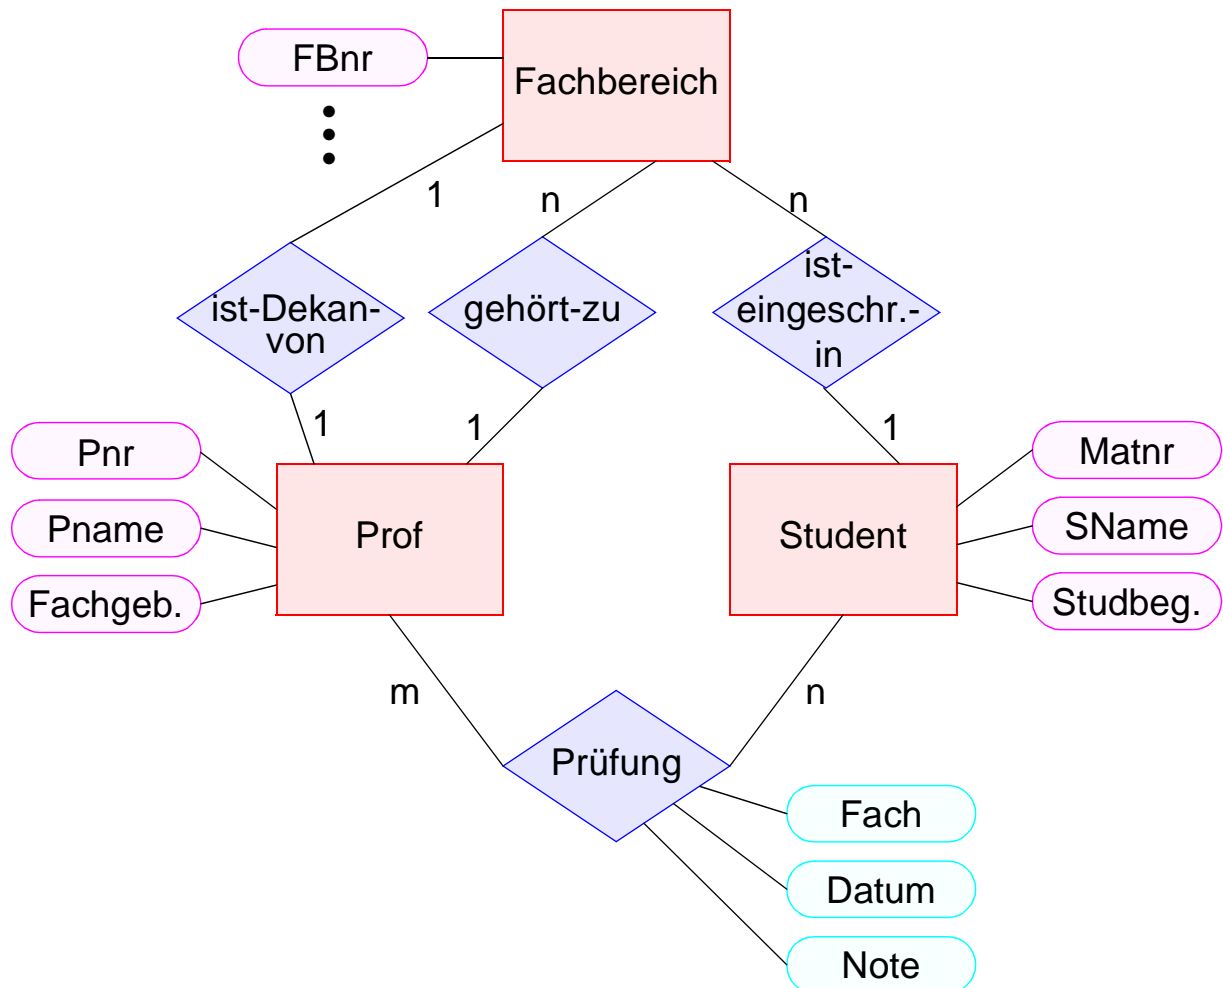 FBnr
Fachbereich
1
n
n
ist-Dekan-
von
gehört-zu
ist-
eingeschr.-
in
1
1
1
Pnr
Pname
Fachgeb.
Prof
Student
Matnr
SName
Studbeg.
m
n
Prüfung
Fach
Datum
Note